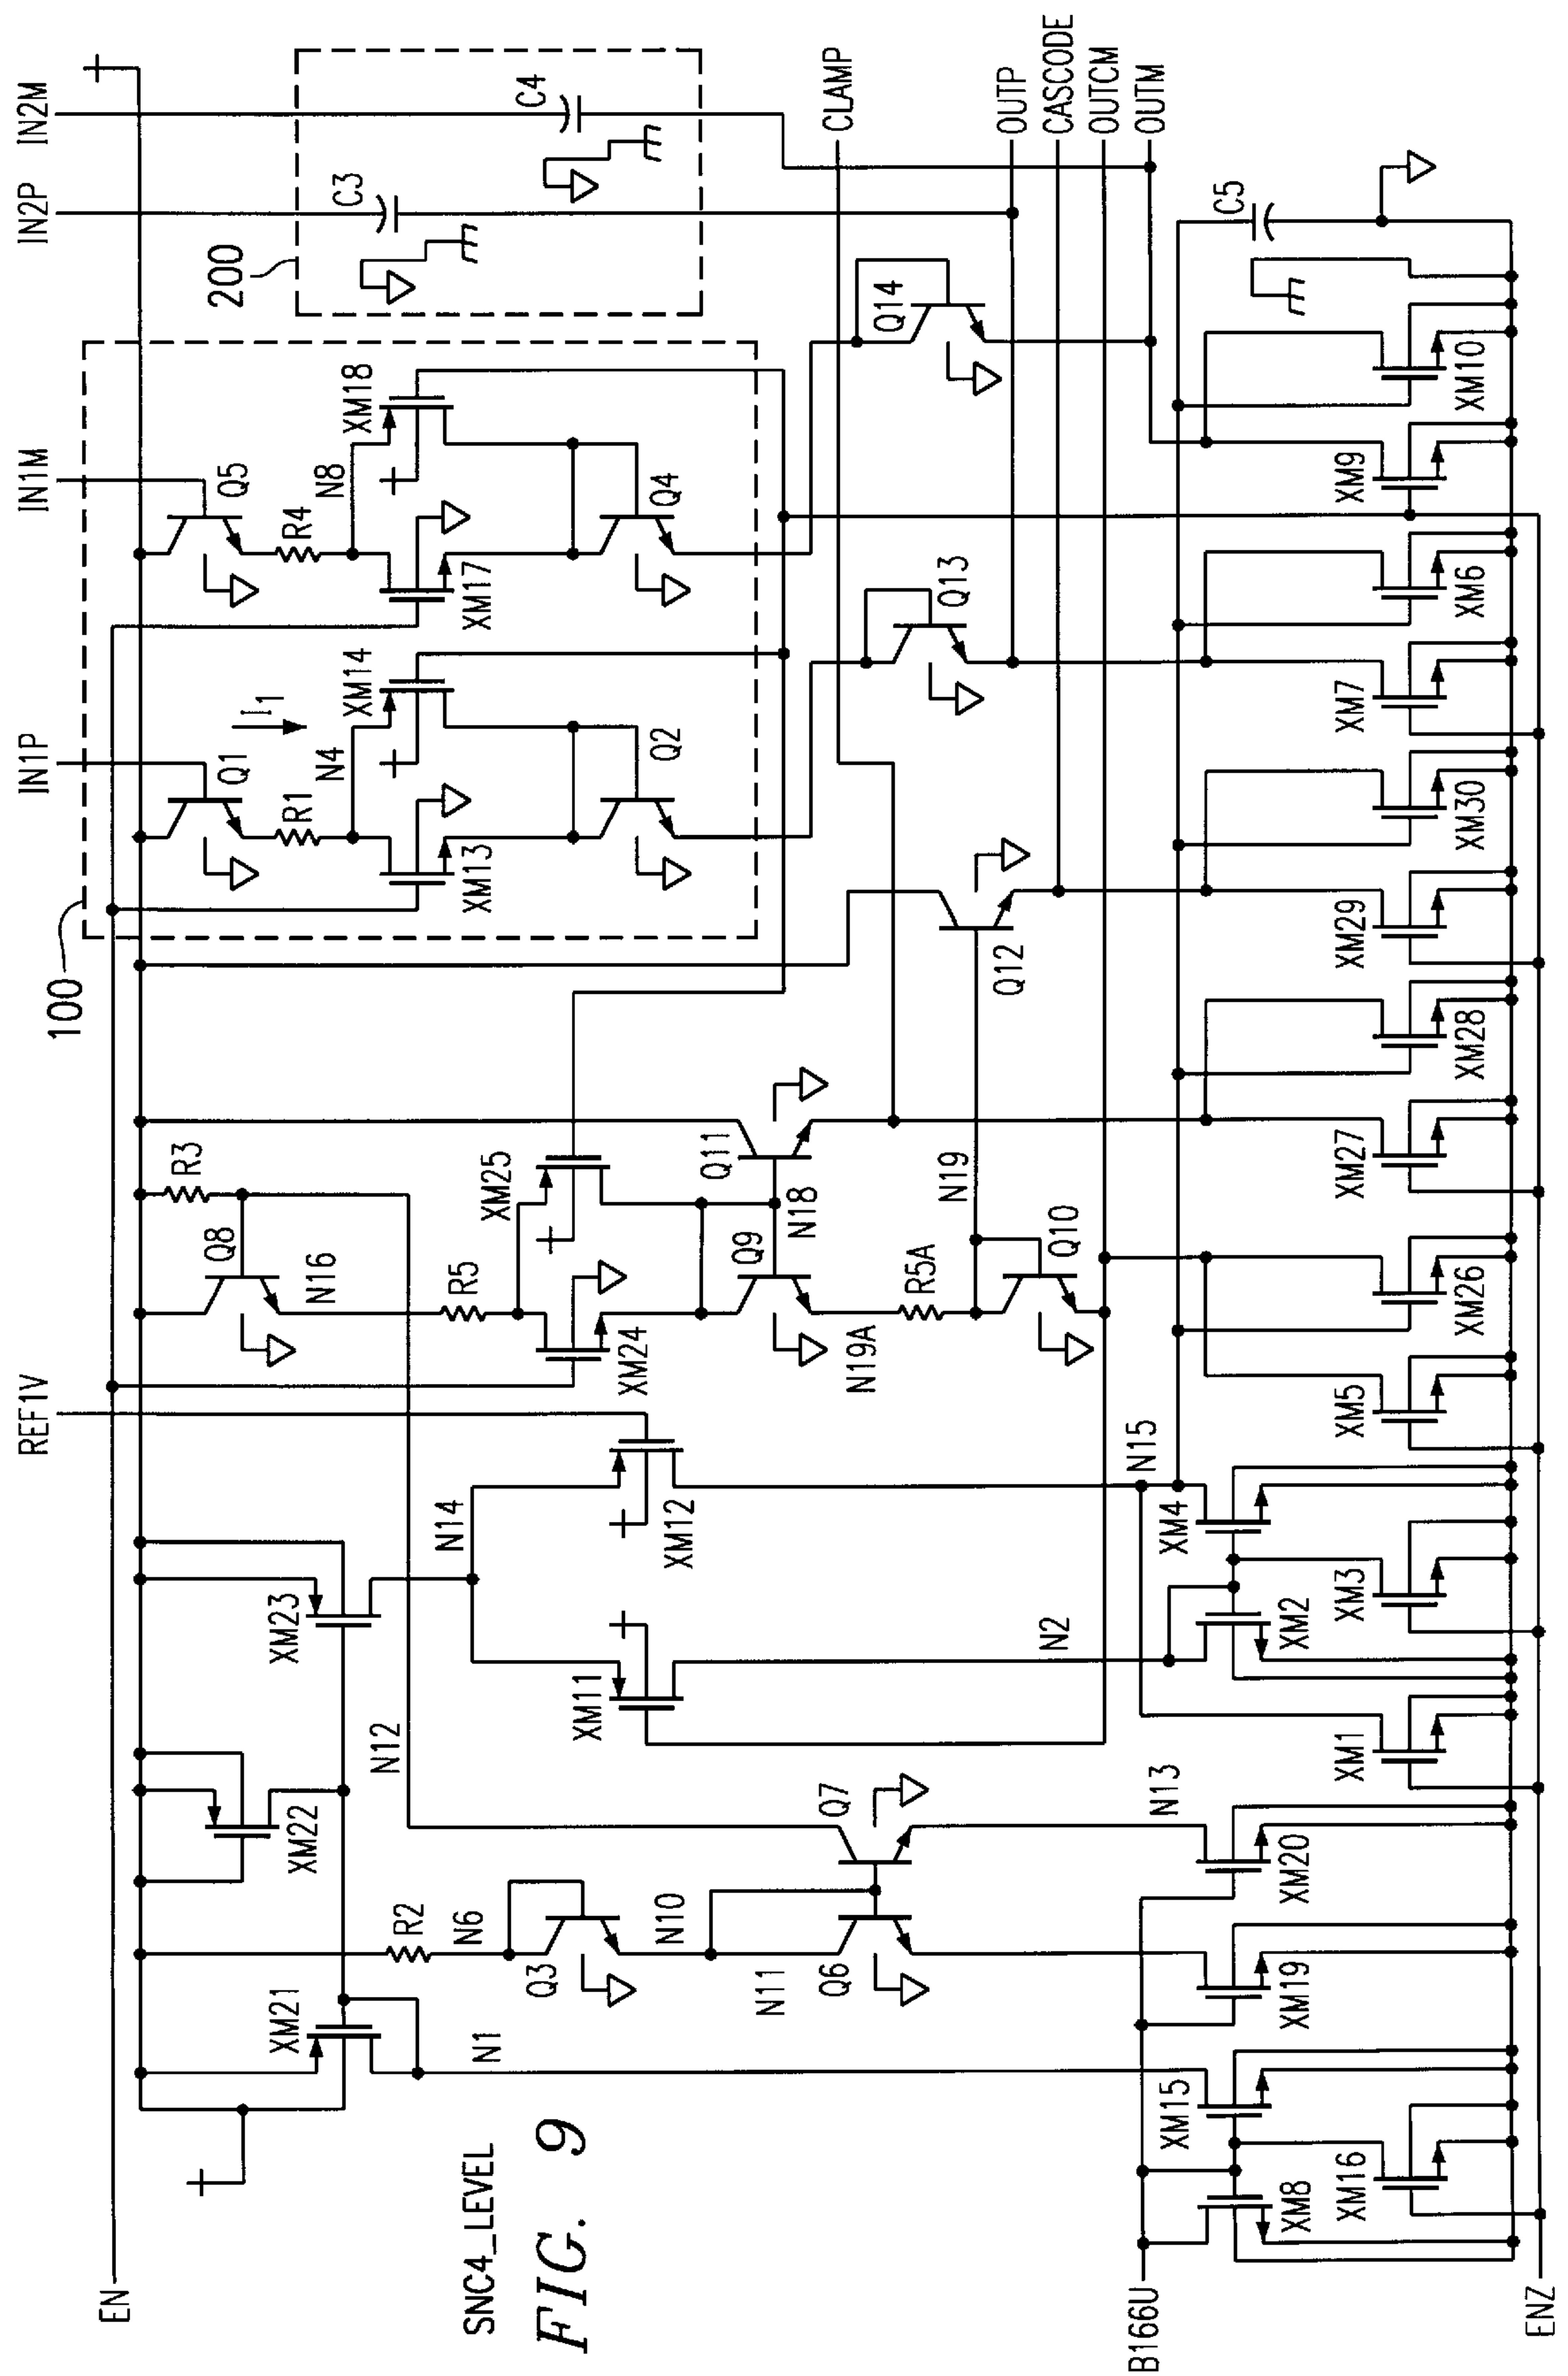 IN2M
IN2P
IN1M
IN1P
REF1V
EN
200
C4
C3
100
Q5
R4
N8
XM18
XM17
Q4
Q1
I1
R1
N4
XM14
XM13
Q2
CLAMP
OUTP
CASCODE
OUTCM
OUTM
Q14
Q13
Q12
C5
R3
Q8
N16
R5
XM25
XM24
Q11
N18
Q9
N19A
R5A
N19
Q10
XM23
N14
XM12
XM11
N15
N2
XM22
N12
R2
N6
Q3
N10
N11
Q7
Q6
N13
XM21
N1
XM10
XM9
XM6
XM7
XM30
XM29
XM28
XM27
XM26
XM5
XM4
XM3
XM2
XM1
XM20
XM19
XM15
XM16
XM8
B166U
ENZ
SNC4_LEVEL
FIG. 9